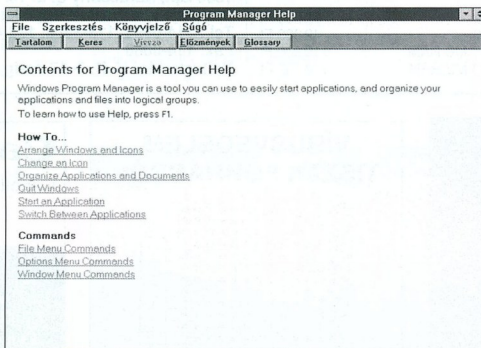 Program Manager Help
File Szerkesztés Könyvjelző Súgó
Tartalom Keres Vissza Előzmények Glossary
Contents for Program Manager Help
Windows Program Manager is a tool you can use to easily start applications, and organize your
applications and files into logical groups.
To learn how to use Help, press F1.
How To...
Arrange Windows and Icons
Change an Icon
Organize Applications and Documents
Quit Windows
Start an Application
Switch Between Applications
Commands
File Menu Commands
Options Menu Commands
Window Menu Commands